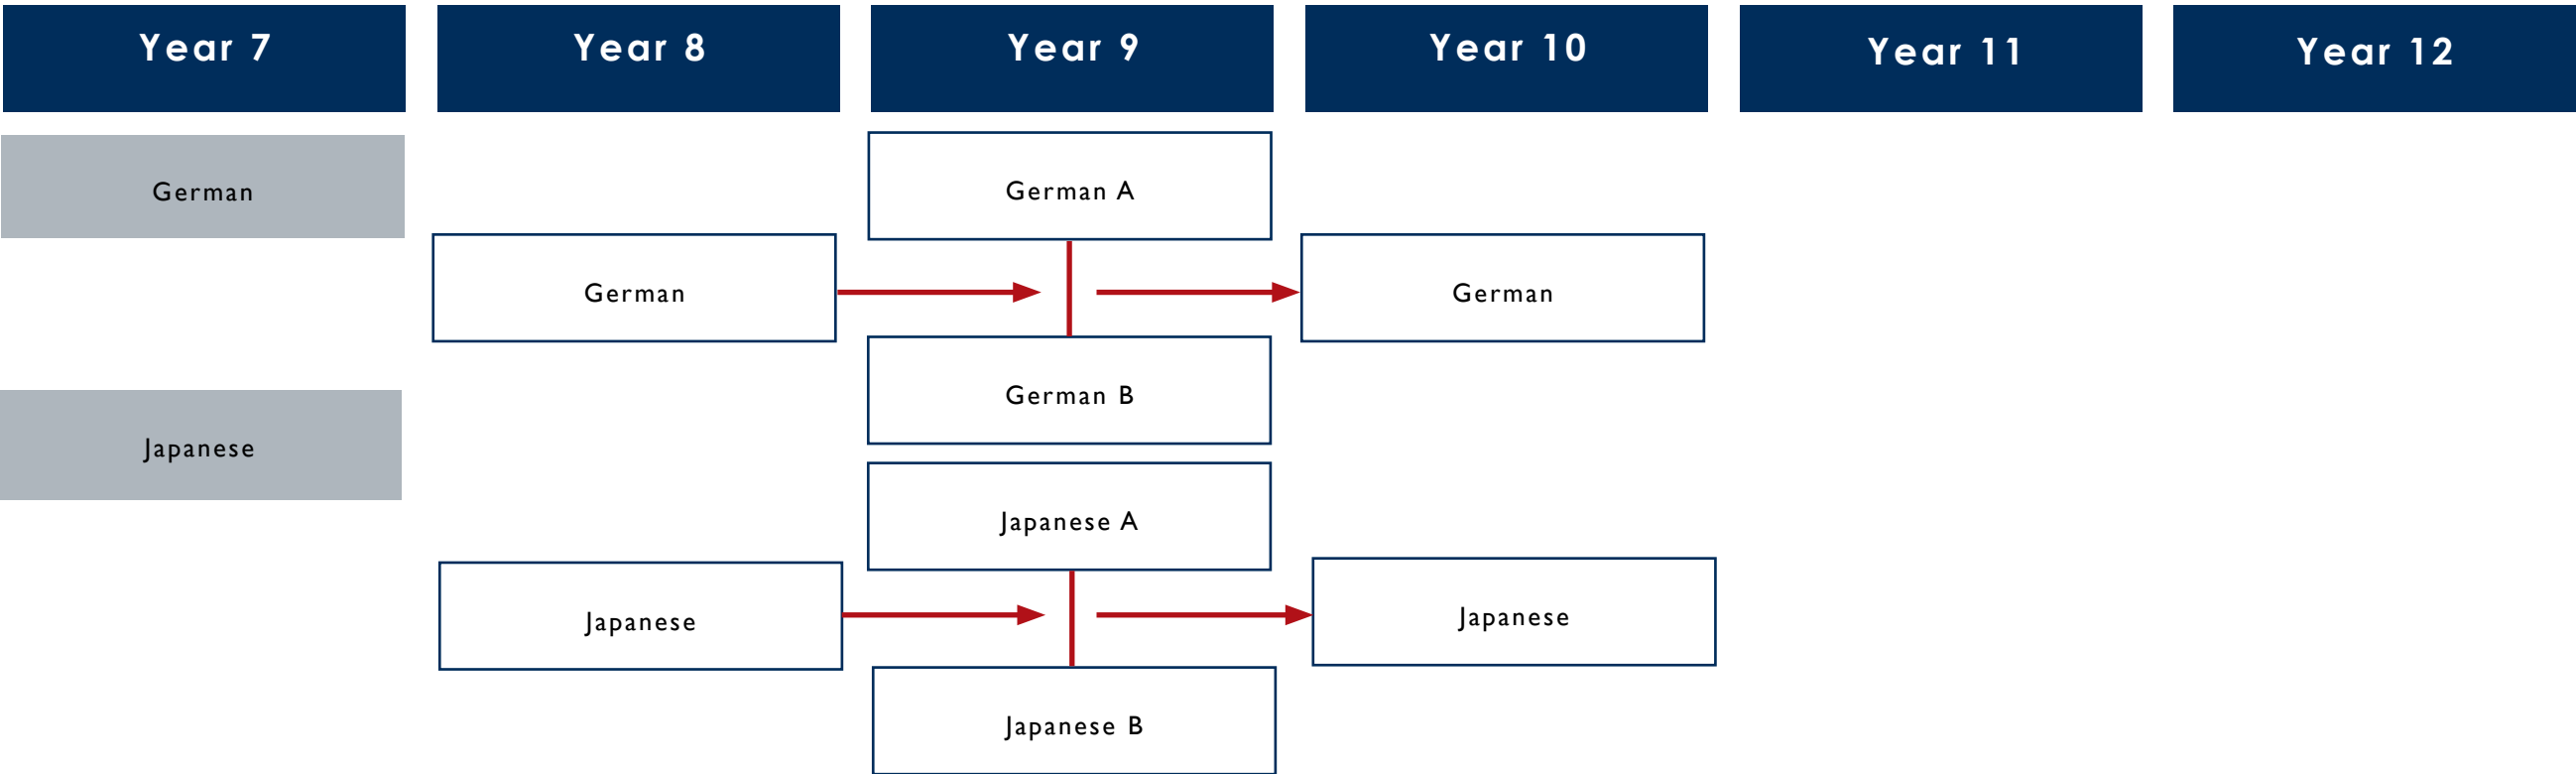 Year 7
Year 8
Year 9
Year 10
Year 11
Year 12
German
German A
German
German
German B
Japanese
Japanese A
Japanese
Japanese
Japanese B